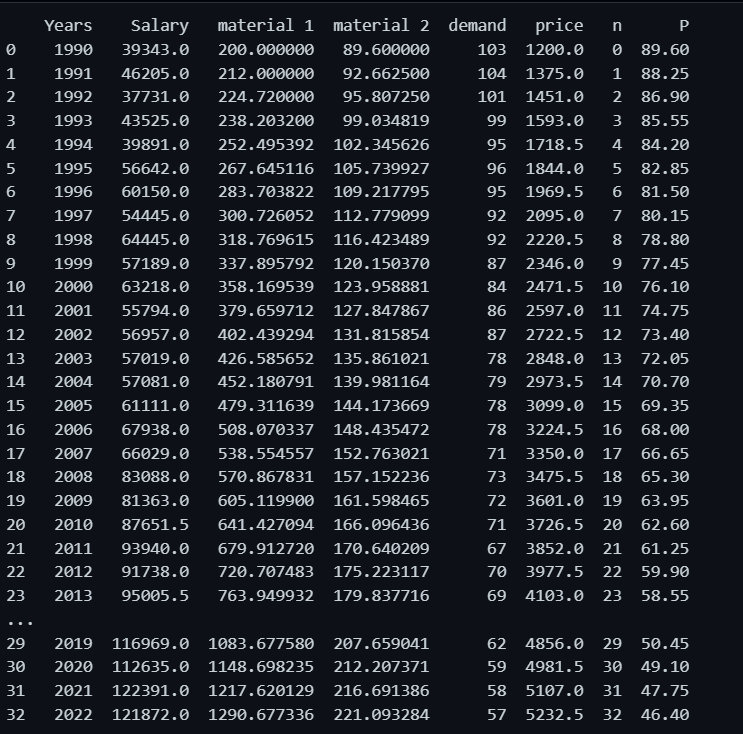 Years Salary material 1 material 2 demand price n P
0 1990 39343.0 200.000000 89.600000 103 1200.0 0 89.60
1 1991 46205.0 212.000000 92.662500 104 1375.0 1 88.25
2 1992 37731.0 224.720000 95.807250 101 1451.0 2 86.90
3 1993 43525.0 238.203200 99.034819 99 1593.0 3 85.55
4 1994 39891.0 252.495392 102.345626 95 1718.5 4 84.20
5 1995 56642.0 267.645116 105.739927 96 1844.0 5 82.85
6 1996 60150.0 283.703822 109.217795 95 1969.5 6 81.50
7 1997 54445.0 300.726052 112.779099 92 2095.0 7 80.15
8 1998 64445.0 318.769615 116.423489 92 2220.5 8 78.80
9 1999 57189.0 337.895792 120.150370 87 2346.0 9 77.45
10 2000 63218.0 358.169539 123.958881 84 2471.5 10 76.10
11 2001 55794.0 379.659712 127.847867 86 2597.0 11 74.75
12 2002 56957.0 402.439294 131.815854 87 2722.5 12 73.40
13 2003 57019.0 426.585652 135.861021 78 2848.0 13 72.05
14 2004 57081.0 452.180791 139.981164 79 2973.5 14 70.70
15 2005 61111.0 479.311639 144.173669 78 3099.0 15 69.35
16 2006 67938.0 508.070337 148.435472 78 3224.5 16 68.00
17 2007 66029.0 538.554557 152.763021 71 3350.0 17 66.65
18 2008 83088.0 570.867831 157.152236 73 3475.5 18 65.30
19 2009 81363.0 605.119900 161.598465 72 3601.0 19 63.95
20 2010 87651.5 641.427094 166.096436 71 3726.5 20 62.60
21 2011 93940.0 679.912720 170.640209 67 3852.0 21 61.25
22 2012 91738.0 720.707483 175.223117 70 3977.5 22 59.90
23 2013 95005.5 763.949932 179.837716 69 4103.0 23 58.55
...
29 2019 116969.0 1083.677580 207.659041 62 4856.0 29 50.45
30 2020 112635.0 1148.698235 212.207371 59 4981.5 30 49.10
31 2021 122391.0 1217.620129 216.691386 58 5107.0 31 47.75
32 2022 121872.0 1290.677336 221.093284 57 5232.5 32 46.40